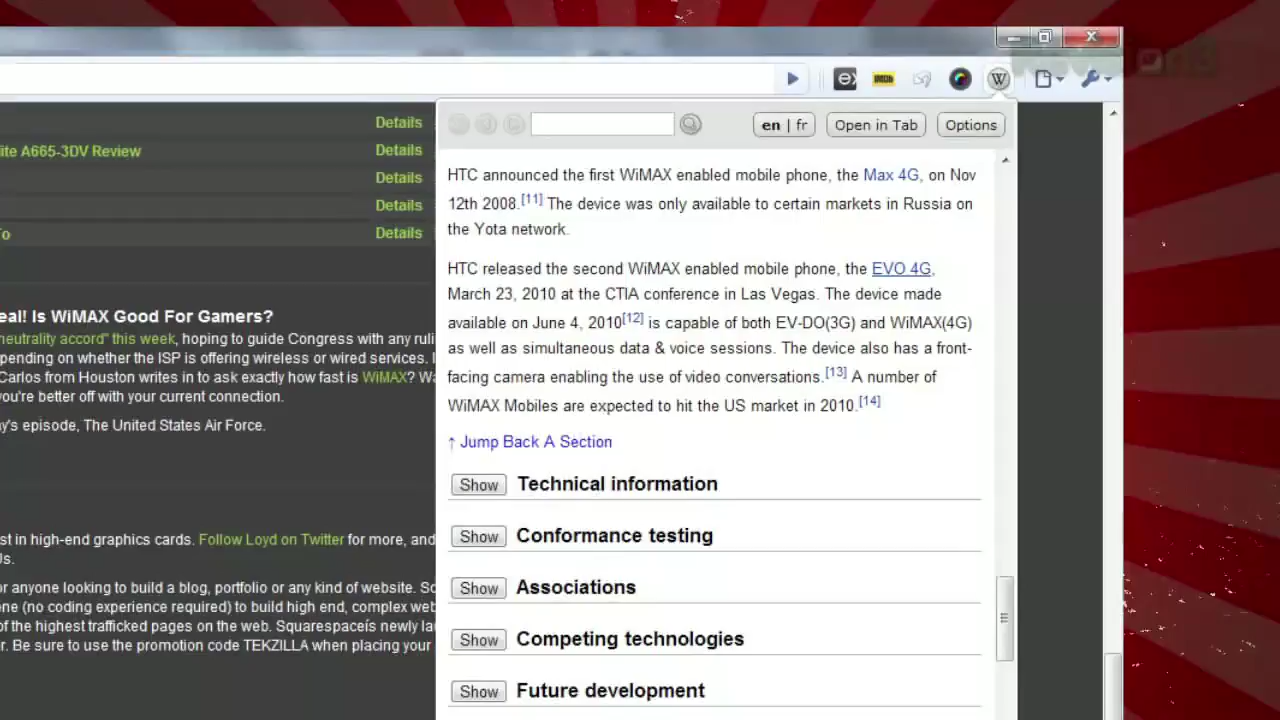 Details
ite A665-3DV Review
Details
Details
Details
o
Details
eal! Is WiMAX Good For Gamers?
neutrality accord" this week, hoping to guide Congress with any ruli
pending on whether the ISP is offering wireless or wired services. I
Carlos from Houston writes in to ask exactly how fast is WiMAX? Wa
you're better off with your current connection.
y's episode, The United States Air Force.
st in high-end graphics cards. Follow Loyd on Twitter for more, and
Us.
or anyone looking to build a blog, portfolio or any kind of website. Sc
ene (no coding experience required) to build high end, complex web
of the highest trafficked pages on the web. Squarespaceís newly la
r. Be sure to use the promotion code TEKZILLA when placing your
IMDb
W
en | fr
Open in Tab
Options
HTC announced the first WiMAX enabled mobile phone, the Max 4G, on Nov
12th 2008.[11] The device was only available to certain markets in Russia on
the Yota network.
HTC released the second WiMAX enabled mobile phone, the EVO 4G,
March 23, 2010 at the CTIA conference in Las Vegas. The device made
available on June 4, 2010[12] is capable of both EV-DO(3G) and WiMAX(4G)
as well as simultaneous data & voice sessions. The device also has a front-
facing camera enabling the use of video conversations.[13] A number of
WiMAX Mobiles are expected to hit the US market in 2010.[14]
↑ Jump Back A Section
Show Technical information
Show Conformance testing
Show Associations
Show Competing technologies
Show Future development